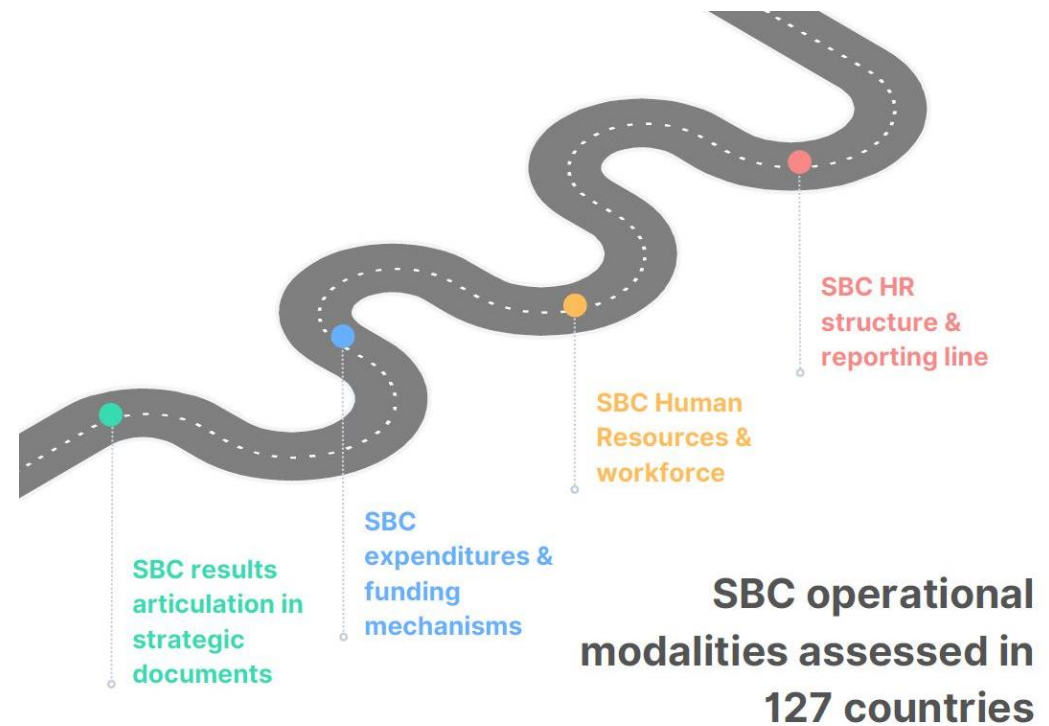 SBC results
articulation in
strategic
documents
SBC
expenditures &
funding
mechanisms
SBC Human
Resources &
workforce
SBC HR
structure &
reporting line
SBC operational
modalities assessed in
127 countries